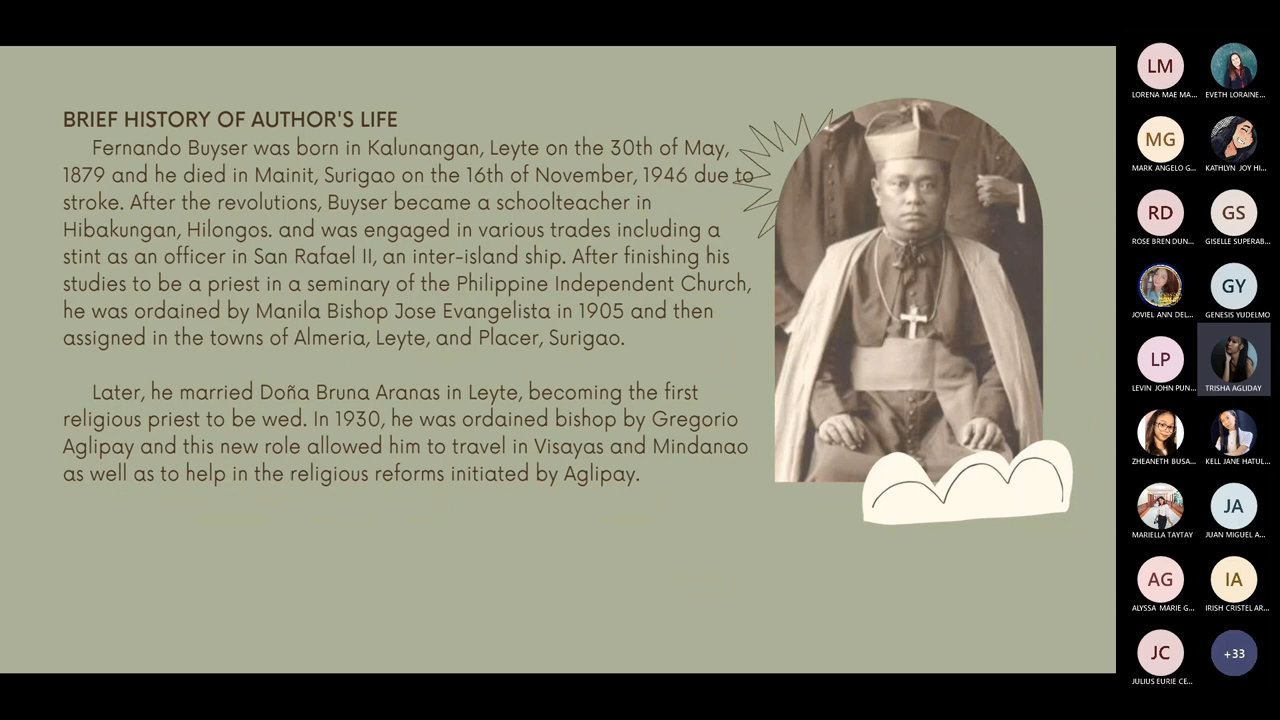 BRIEF HISTORY OF AUTHOR'S LIFE
Fernando Buyser was born in Kalunangan, Leyte on the 30th of May,
1879 and he died in Mainit, Surigao on the 16th of November, 1946 due to
stroke. After the revolutions, Buyser became a schoolteacher in
Hibakungan, Hilongos. and was engaged in various trades including a
stint as an officer in San Rafael II, an inter-island ship. After finishing his
studies to be a priest in a seminary of the Philippine Independent Church,
he was ordained by Manila Bishop Jose Evangelista in 1905 and then
assigned in the towns of Almeria, Leyte, and Placer, Surigao.
Later, he married Doña Bruna Aranas in Leyte, becoming the first
religious priest to be wed. In 1930, he was ordained bishop by Gregorio
Aglipay and this new role allowed him to travel in Visayas and Mindanao
as well as to help in the religious reforms initiated by Aglipay.
LM
LORENA MAE MA...
EVETH LORAINE...
MG
MARK ANGELO G...
KATHLYN JOY HI...
RD
ROSE BREN DUN...
GS
GISELLE SUPERAB...
JOVIEL ANN DEL...
GY
GENESIS YUDELMO
LP
LEVIN JOHN PUN...
TRISHA AGLIDAY
ZHEANETH BUSA...
KELL JANE HATUL...
MARIELLA TAYTAY
JA
JUAN MIGUEL A...
AG
ALYSSA MARIE G...
IA
IRISH CRISTEL AR...
JC
JULIUS EURIE CE...
+33